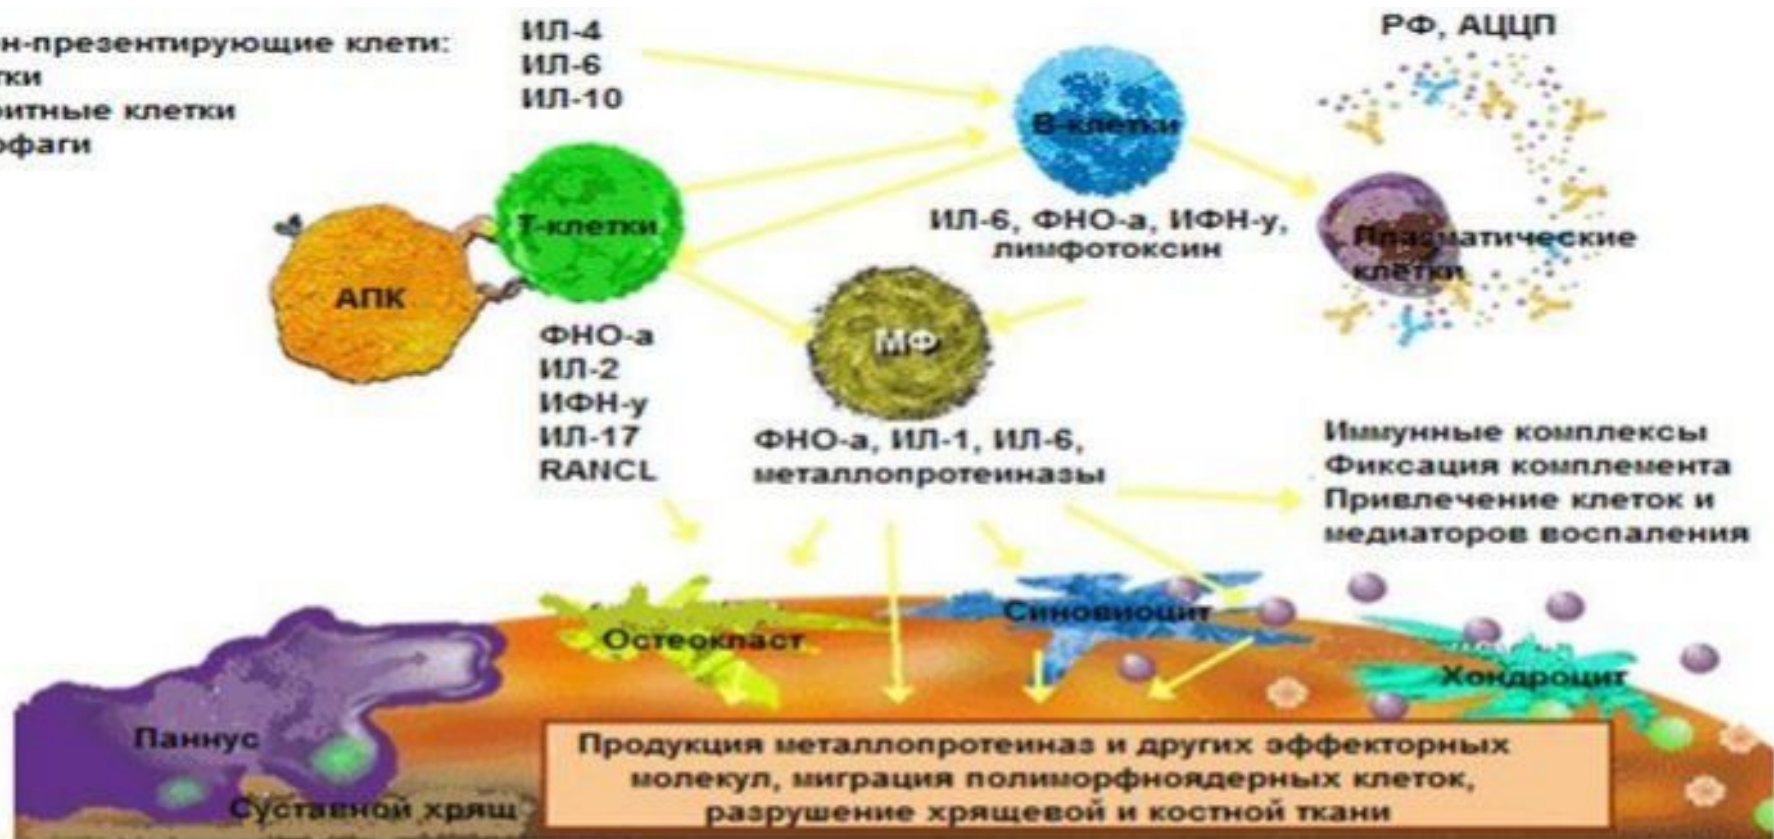 н-презентирующие клети:
тки
ритные клетки
офаги
ИЛ-4
ИЛ-6
ИЛ-10
РФ, АЦЦП
В-клетки
Т-клетки
АПК
ИЛ-6, ФНО-а, ИФН-у,
лимфотоксин
Плазматические
клетки
МФ
ФНО-а
ИЛ-2
ИФН-у
ИЛ-17
RANCL
ФНО-а, ИЛ-1, ИЛ-6,
металлопротеиназы
Иммунные комплексы
Фиксация комплемента
Привлечение клеток и
медиаторов воспаления
Остеокласт
Синовиоцит
Хондроцит
Паннус
Суставной хрящ
Продукция металлопротеиназ и других эффекторных
молекул, миграция полиморфноядерных клеток,
разрушение хрящевой и костной ткани